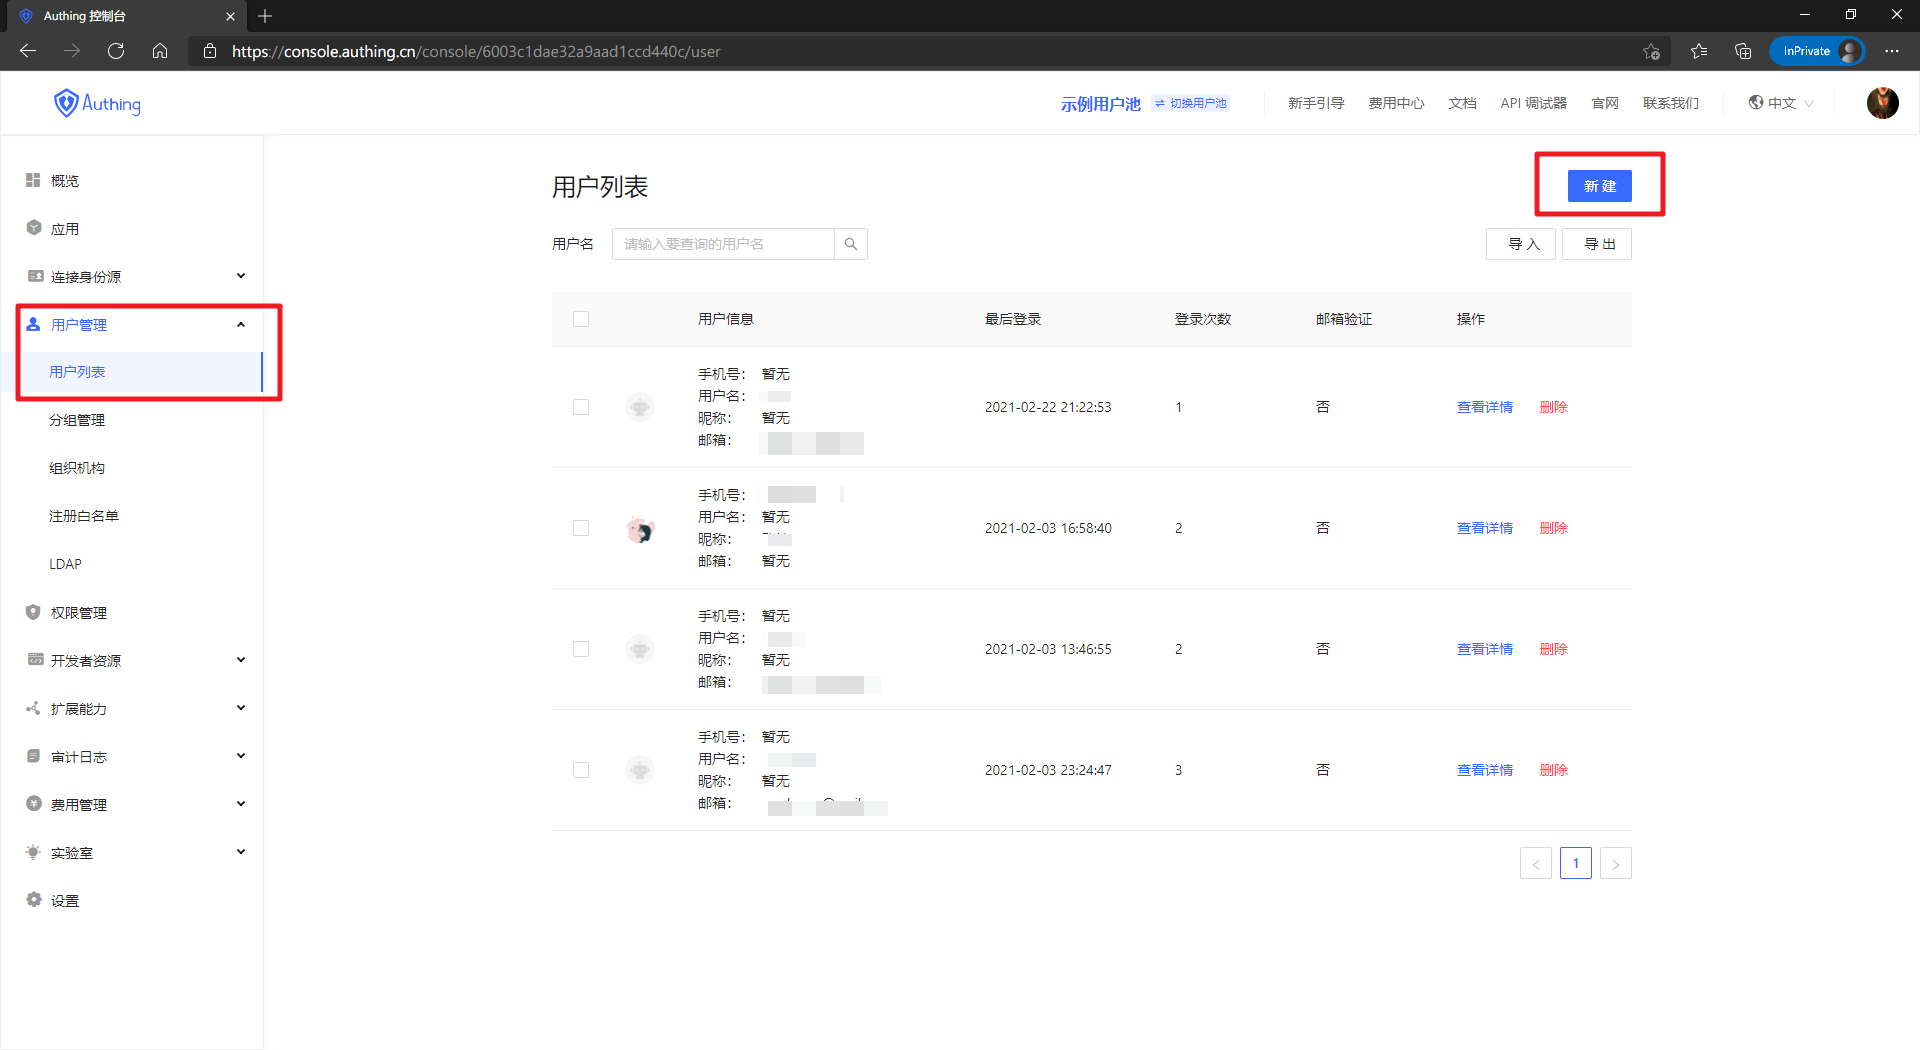 Authing 控制台
https://console.authing.cn/console/6003c1dae32a9aad1ccd440c/user
InPrivate
Authing
示例用户池 切换用户池 新手引导 费用中心 文档 API 调试器 官网 联系我们 中文
概览
应用
连接身份源
用户管理
用户列表
分组管理
组织机构
注册白名单
LDAP
权限管理
开发者资源
扩展能力
审计日志
费用管理
实验室
设置
用户列表
新 建
用户名 请输入要查询的用户名
导 入 导 出
用户信息 最后登录 登录次数 邮箱验证 操作
手机号： 暂无
用户名：
昵称： 暂无
邮箱：
2021-02-22 21:22:53 1 否 查看详情 删除
手机号：
用户名： 暂无
昵称：
邮箱： 暂无
2021-02-03 16:58:40 2 否 查看详情 删除
手机号： 暂无
用户名：
昵称： 暂无
邮箱：
2021-02-03 13:46:55 2 否 查看详情 删除
手机号： 暂无
用户名：
昵称： 暂无
邮箱：
2021-02-03 23:24:47 3 否 查看详情 删除
< 1 >